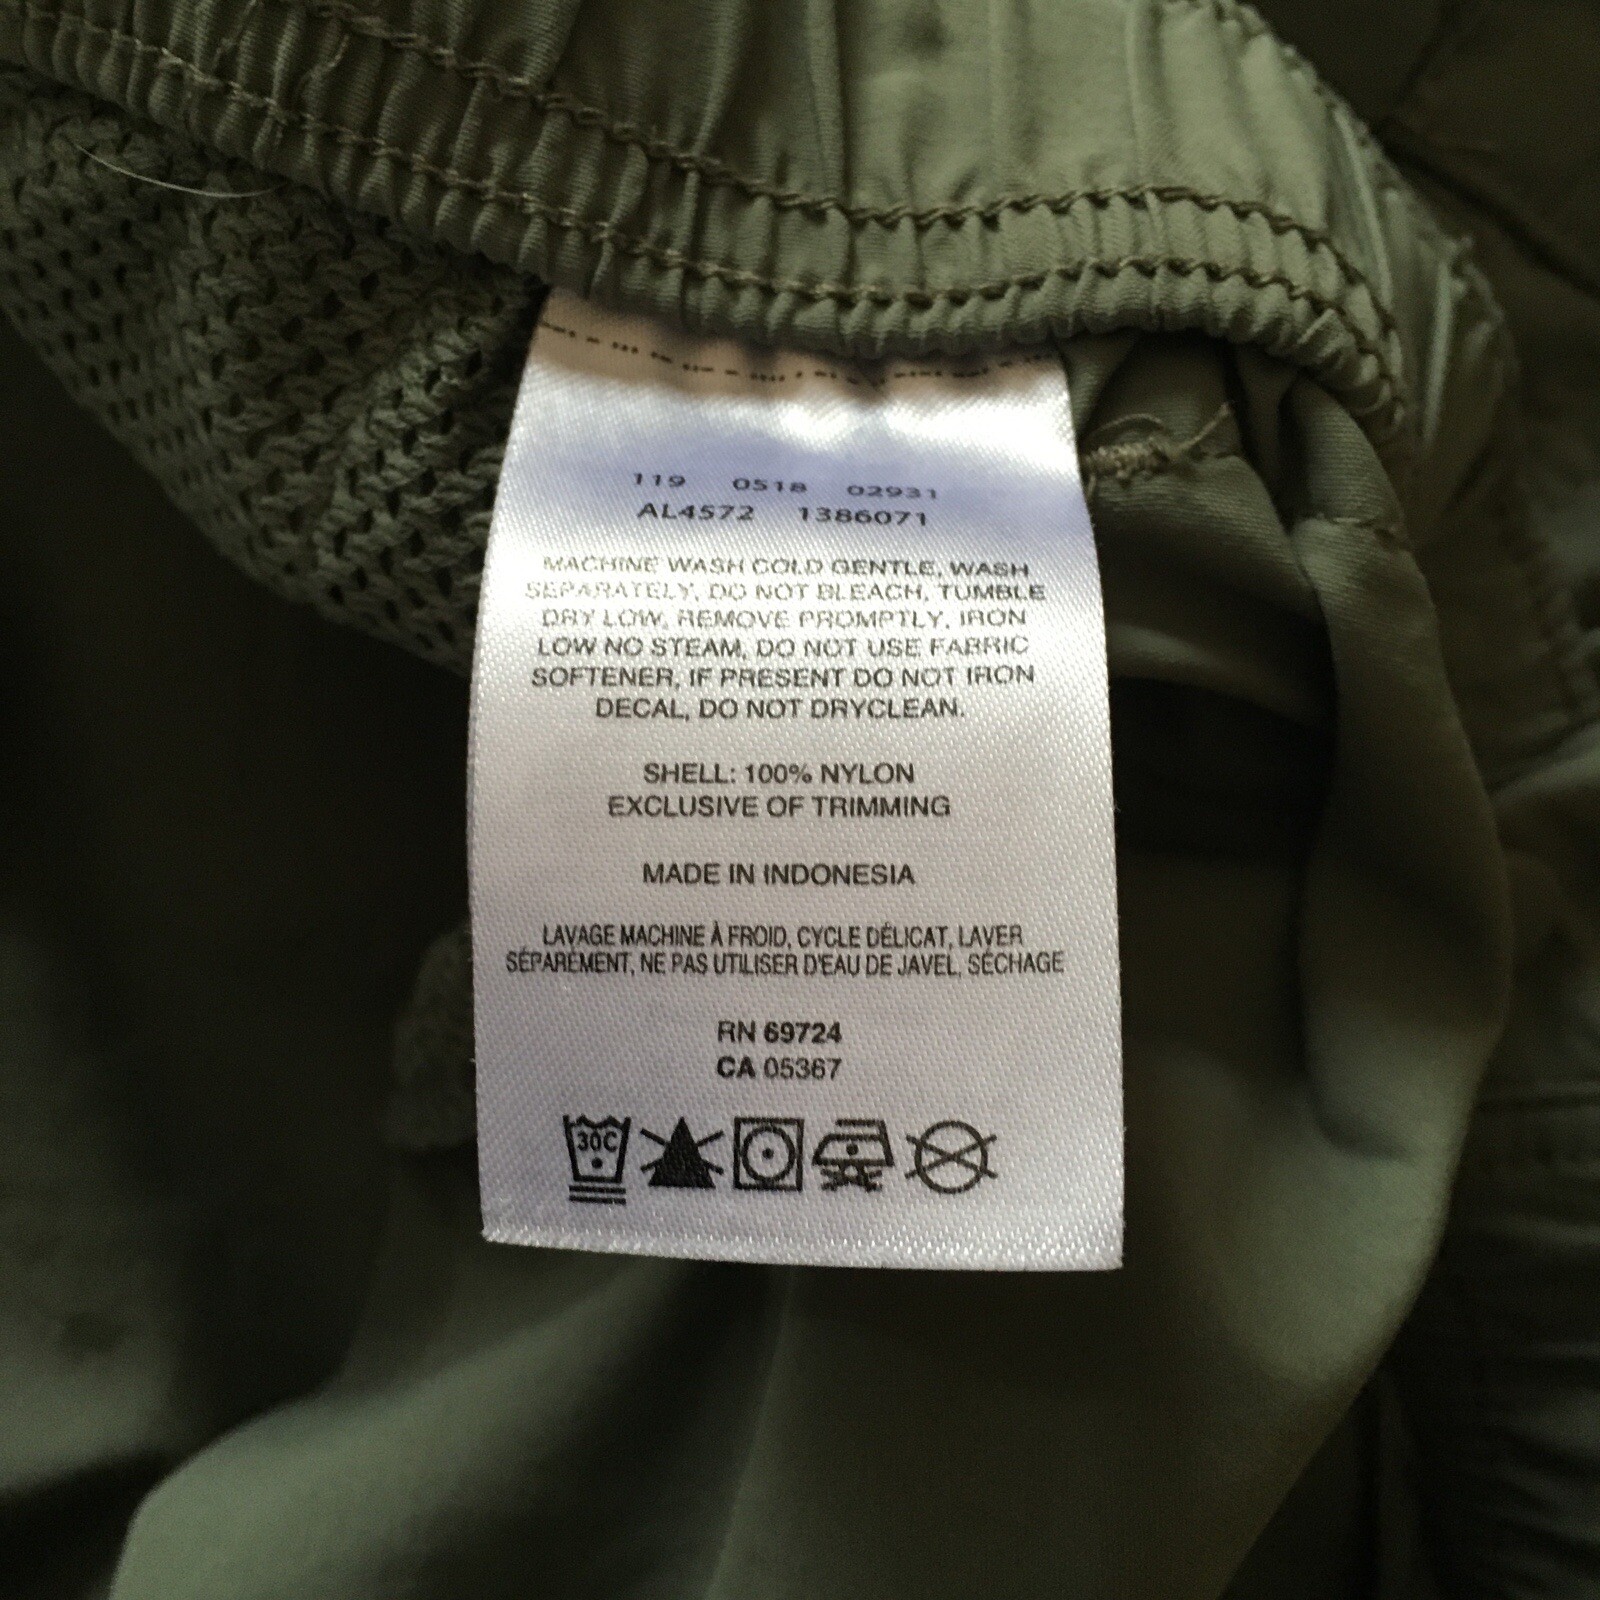 119 0518 02931
AL4572 1386071
MACHINE WASH COLD GENTLE, WASH
SEPARATELY, DO NOT BLEACH, TUMBLE
DRY LOW, REMOVE PROMPTLY, IRON
LOW NO STEAM, DO NOT USE FABRIC
SOFTENER, IF PRESENT DO NOT IRON
DECAL, DO NOT DRYCLEAN.
SHELL: 100% NYLON
EXCLUSIVE OF TRIMMING
MADE IN INDONESIA
LAVAGE MACHINE À FROID, CYCLE DÉLICAT, LAVER
SÉPARÉMENT, NE PAS UTILISER D'EAU DE JAVEL, SÉCHAGE
RN 69724
CA 05367
30C